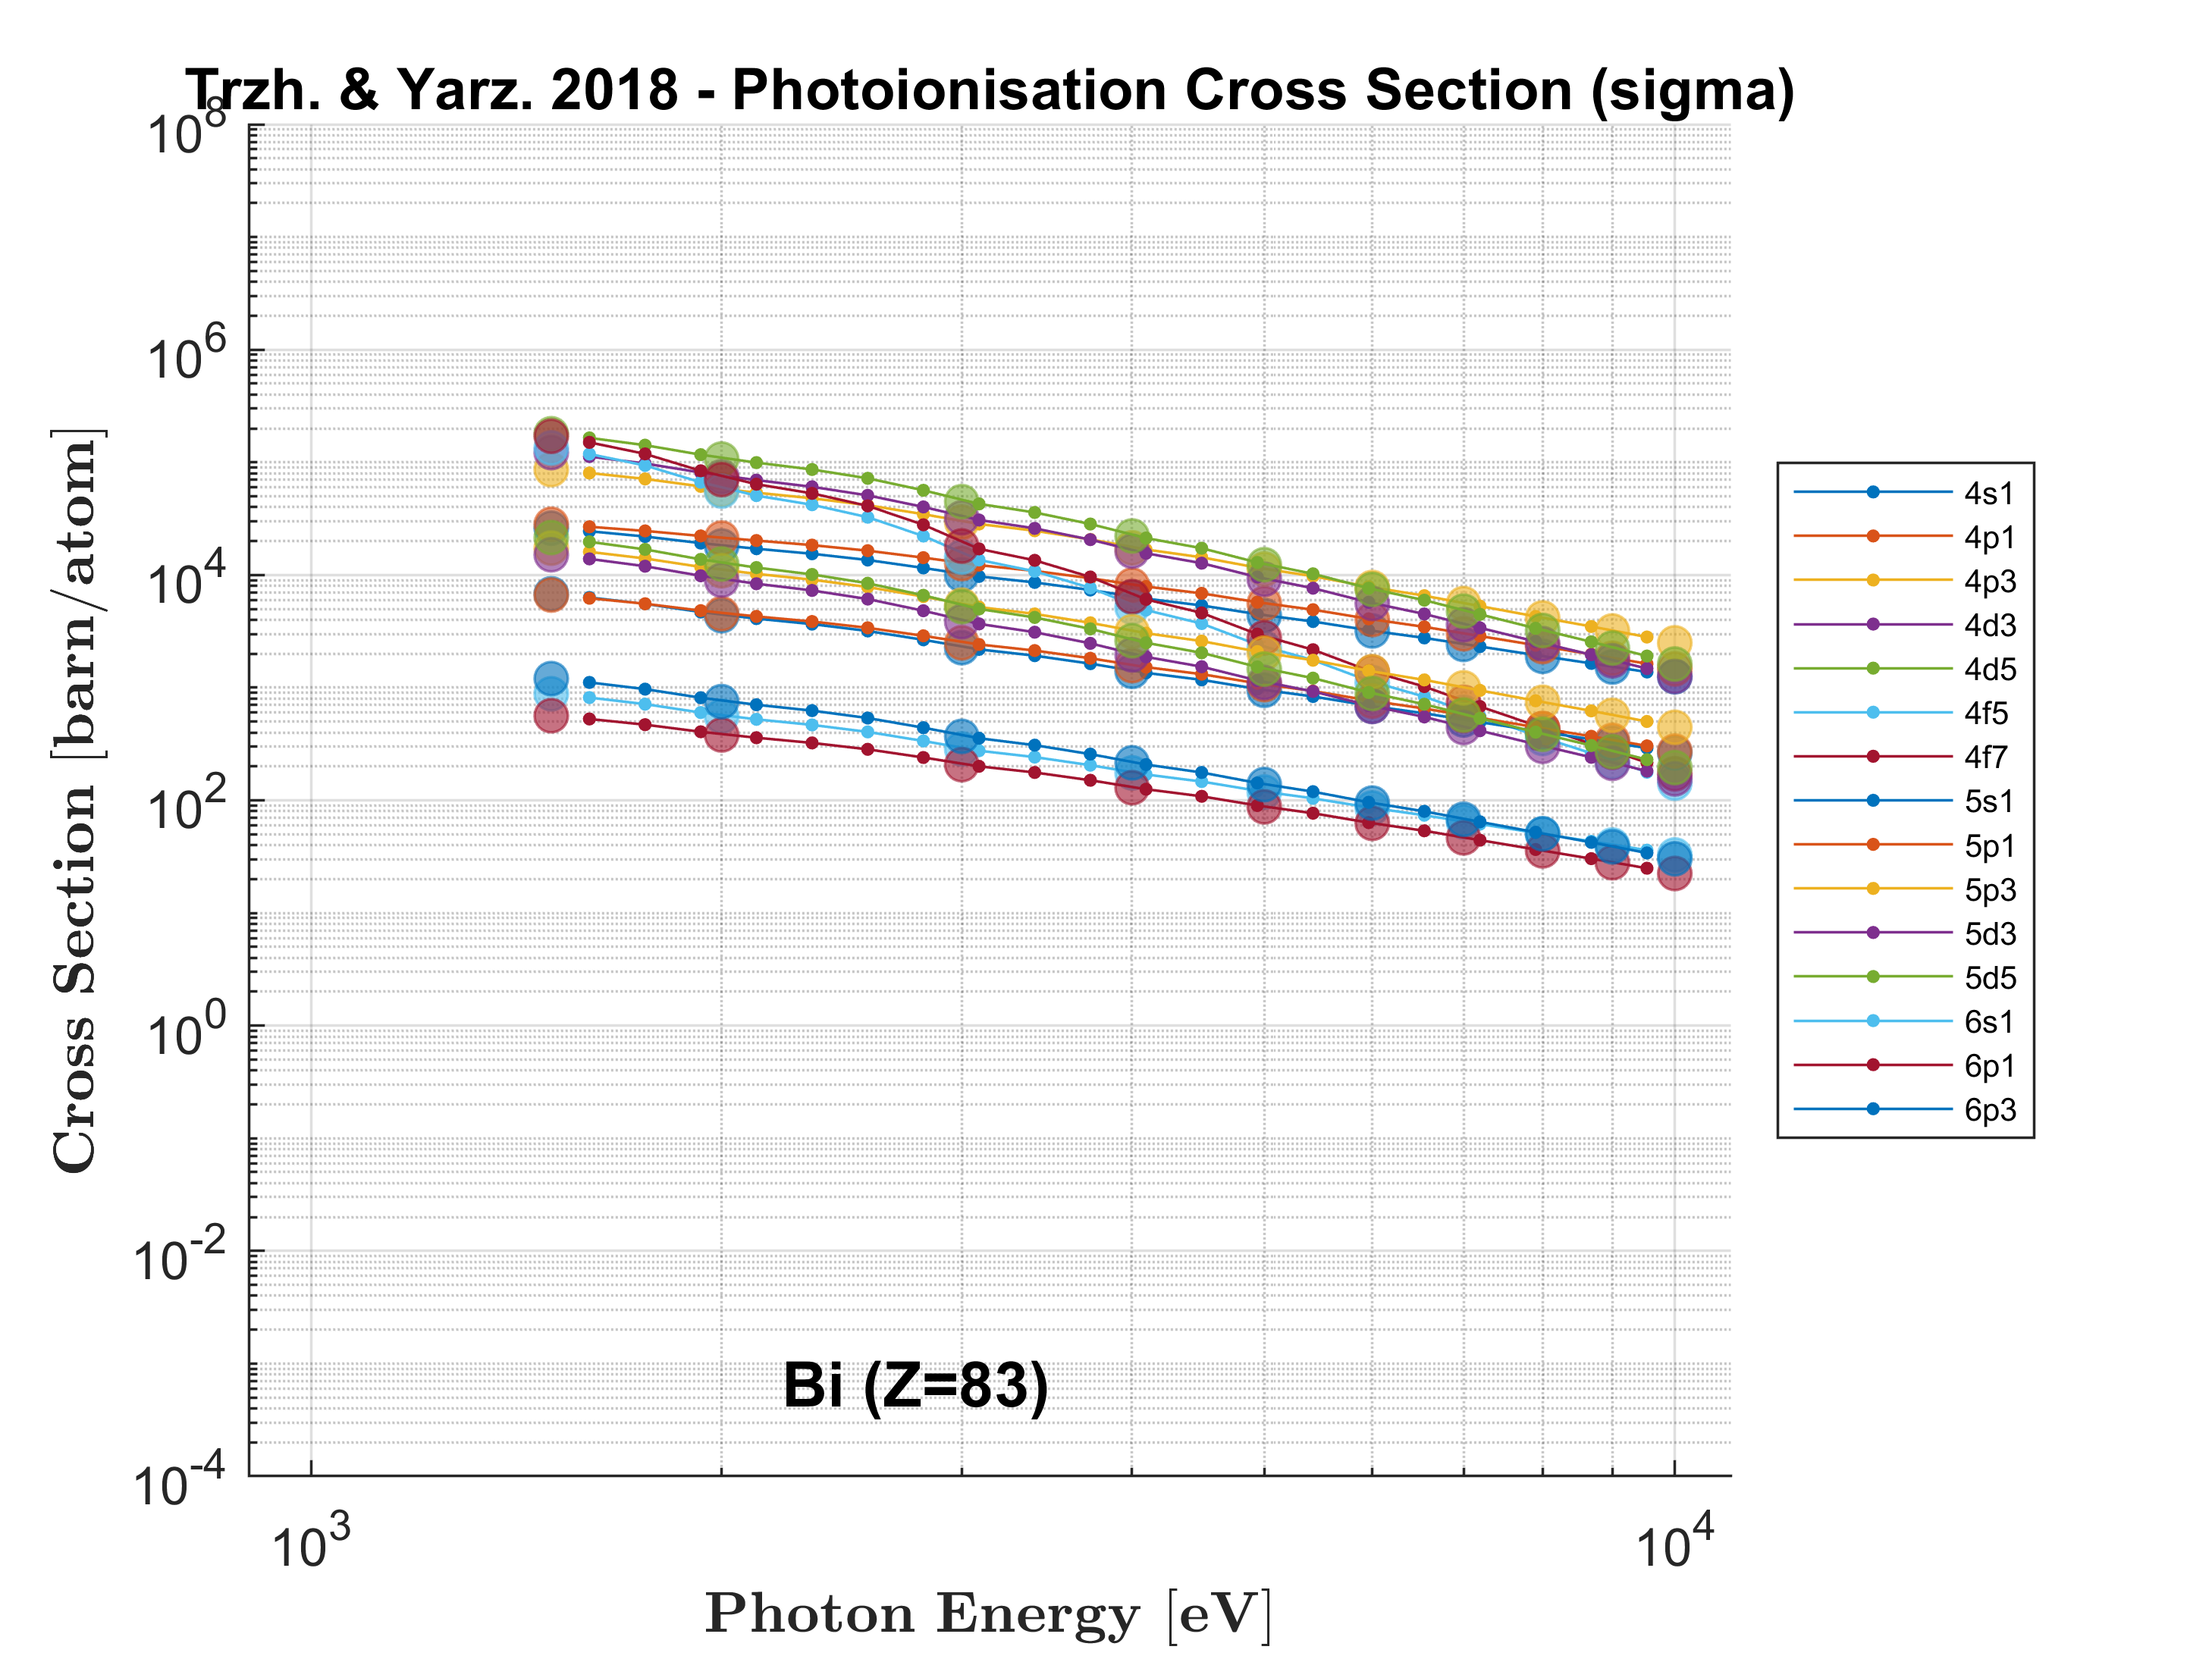 Trzh. & Yarz. 2018 - Photoionisation Cross Section (sigma)
10^8
10^6
10^4
10^2
10^0
10^-2
10^-4
Cross Section [barn/atom]
Bi (Z=83)
10^3
10^4
Photon Energy [eV]
4s1
4p1
4p3
4d3
4d5
4f5
4f7
5s1
5p1
5p3
5d3
5d5
6s1
6p1
6p3